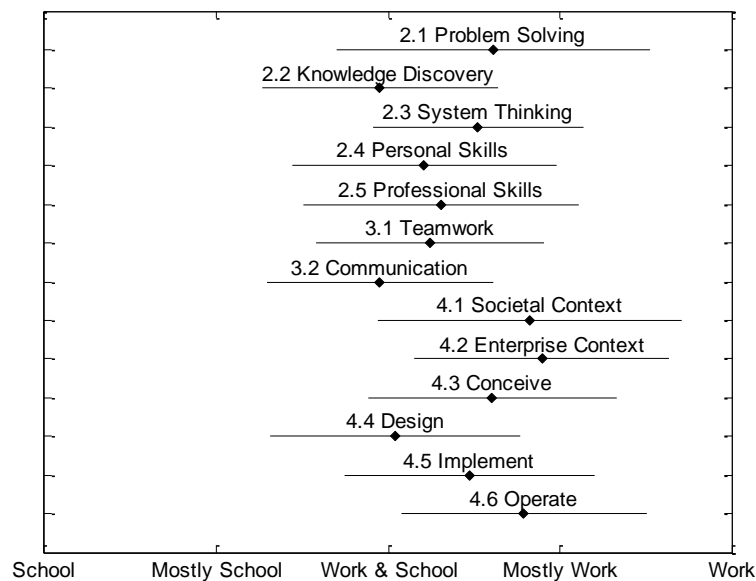 2.1 Problem Solving
2.2 Knowledge Discovery
2.3 System Thinking
2.4 Personal Skills
2.5 Professional Skills
3.1 Teamwork
3.2 Communication
4.1 Societal Context
4.2 Enterprise Context
4.3 Conceive
4.4 Design
4.5 Implement
4.6 Operate
School Mostly School Work & School Mostly Work Work